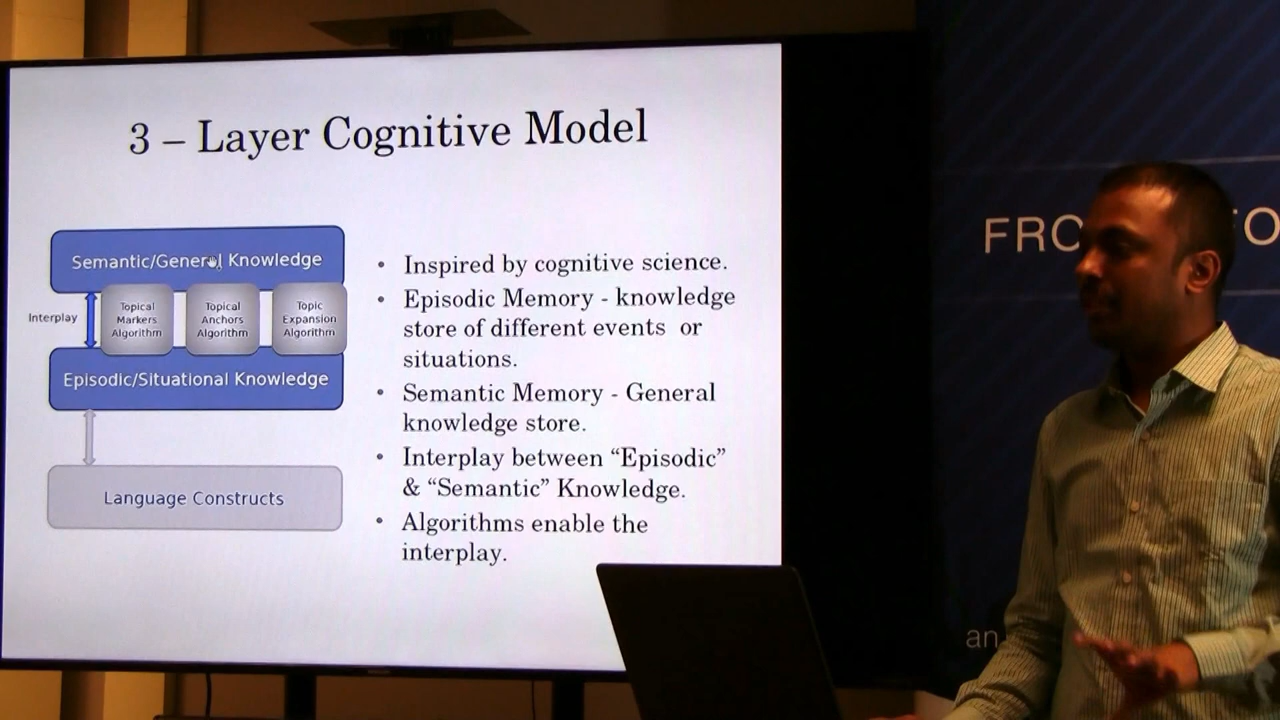 3 – Layer Cognitive Model
Semantic/General Knowledge
Interplay
Topical
Markers
Algorithm
Topical
Anchors
Algorithm
Topic
Expansion
Algorithm
Episodic/Situational Knowledge
Language Constructs
• Inspired by cognitive science.
• Episodic Memory - knowledge
store of different events or
situations.
• Semantic Memory - General
knowledge store.
• Interplay between “Episodic”
& “Semantic” Knowledge.
• Algorithms enable the
interplay.